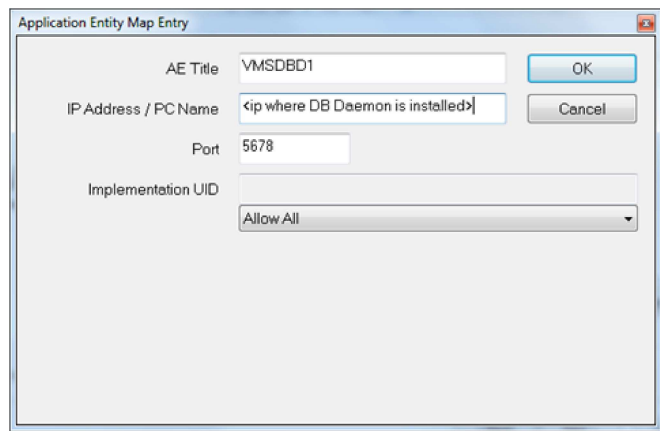 Application Entity Map Entry
AE Title VMSDBD1 OK
IP Address / PC Name <ip where DB Daemon is installed> Cancel
Port 5678
Implementation UID
Allow All